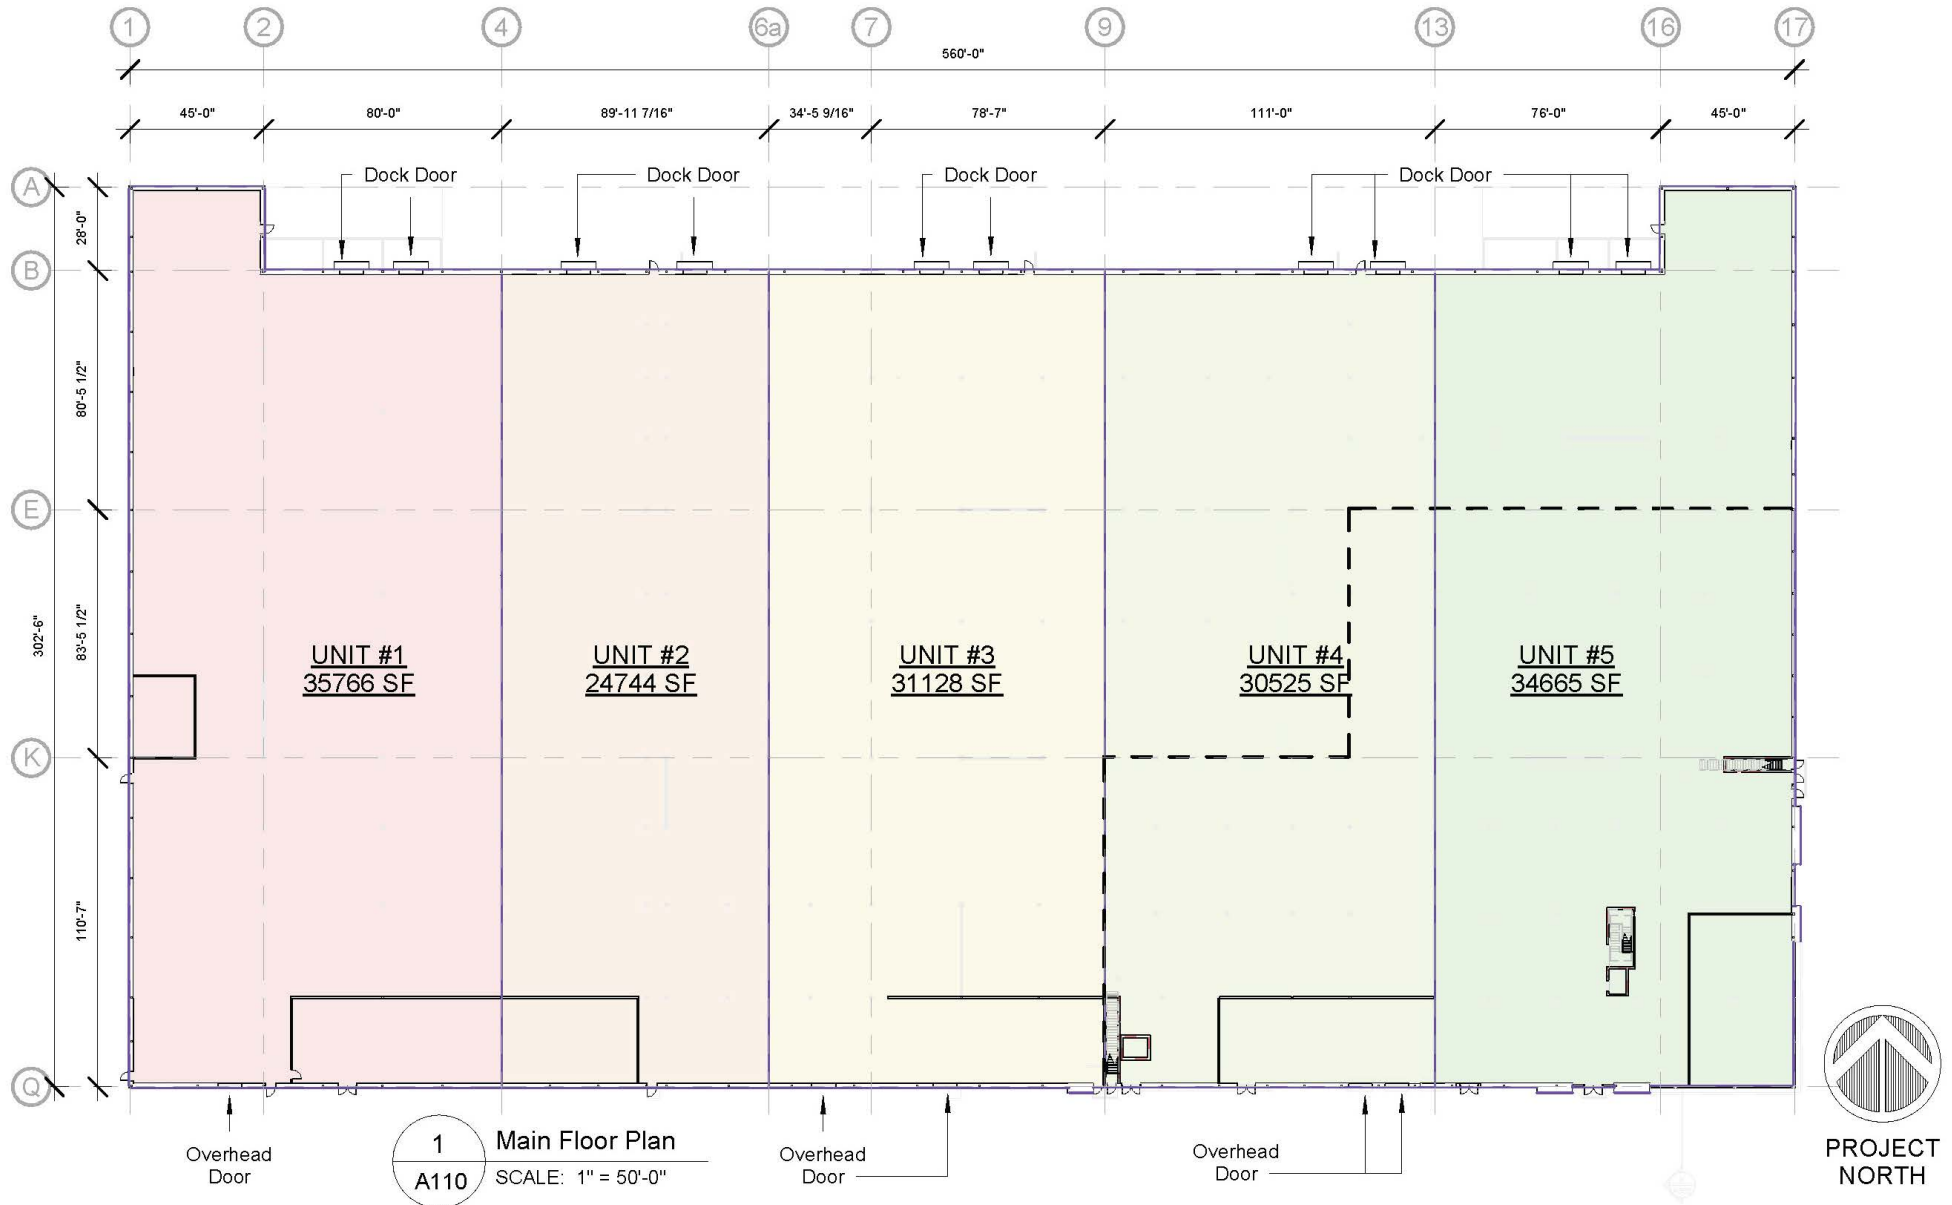 1 2 4 6a 7 9 13 16 17
560'-0"
45'-0" 80'-0" 89'-11 7/16" 34'-5 9/16" 78'-7" 111'-0" 76'-0" 45'-0"
A
Dock Door Dock Door Dock Door Dock Door
28'-0"
B
80'-5 1/2"
E
302'-6"
83'-5 1/2"
UNIT #1
35766 SF
UNIT #2
24744 SF
UNIT #3
31128 SF
UNIT #4
30525 SF
UNIT #5
34665 SF
K
110'-7"
Q
Overhead
Door
1
A110
Main Floor Plan
SCALE: 1" = 50'-0"
Overhead
Door
Overhead
Door
PROJECT
NORTH